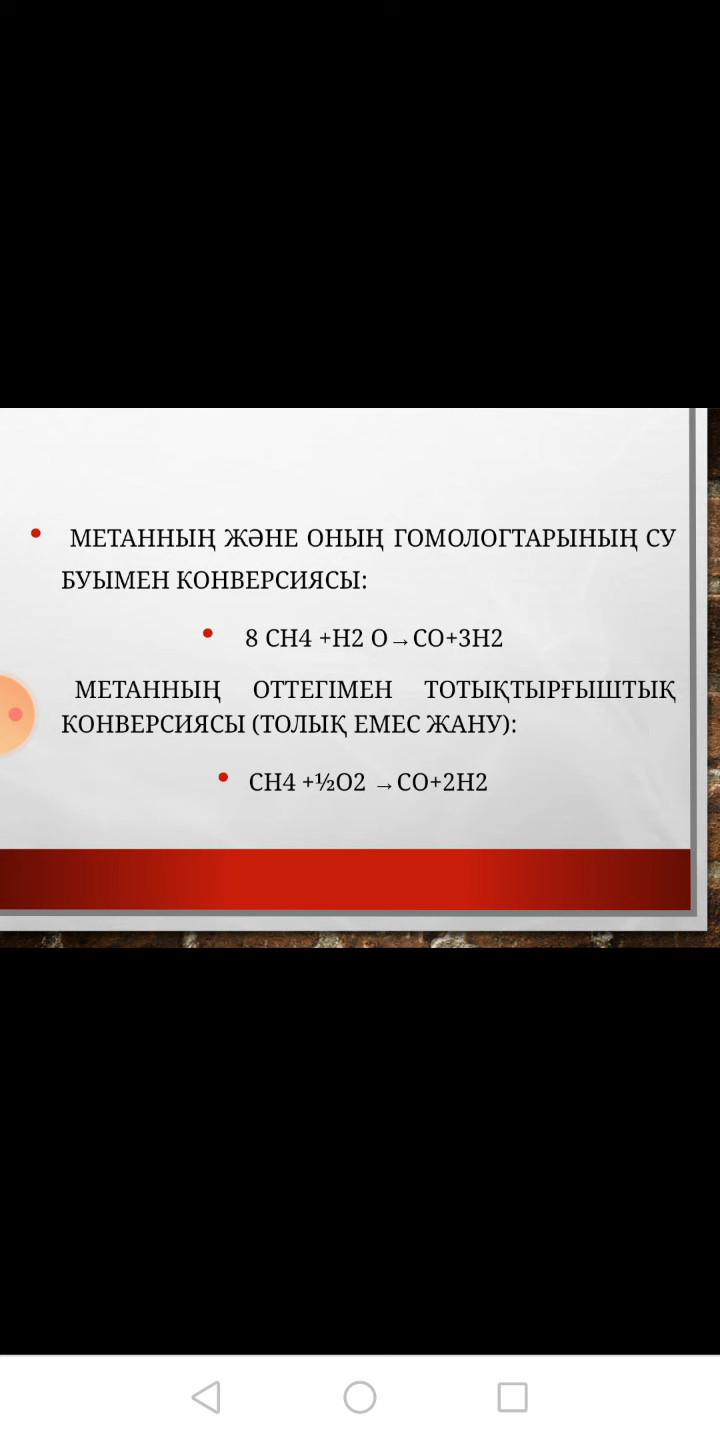 • МЕТАННЫҢ ЖӘНЕ ОНЫҢ ГОМОЛОГТАРЫНЫҢ СУ
БУЫМЕН КОНВЕРСИЯСЫ:
• 8 CH4 +H2 O→CO+3H2
МЕТАННЫҢ ОТТЕГІМЕН ТОТЫҚТЫРҒЫШТЫҚ
КОНВЕРСИЯСЫ (ТОЛЫҚ ЕМЕС ЖАНУ):
• CH4 +½O2 →CO+2H2